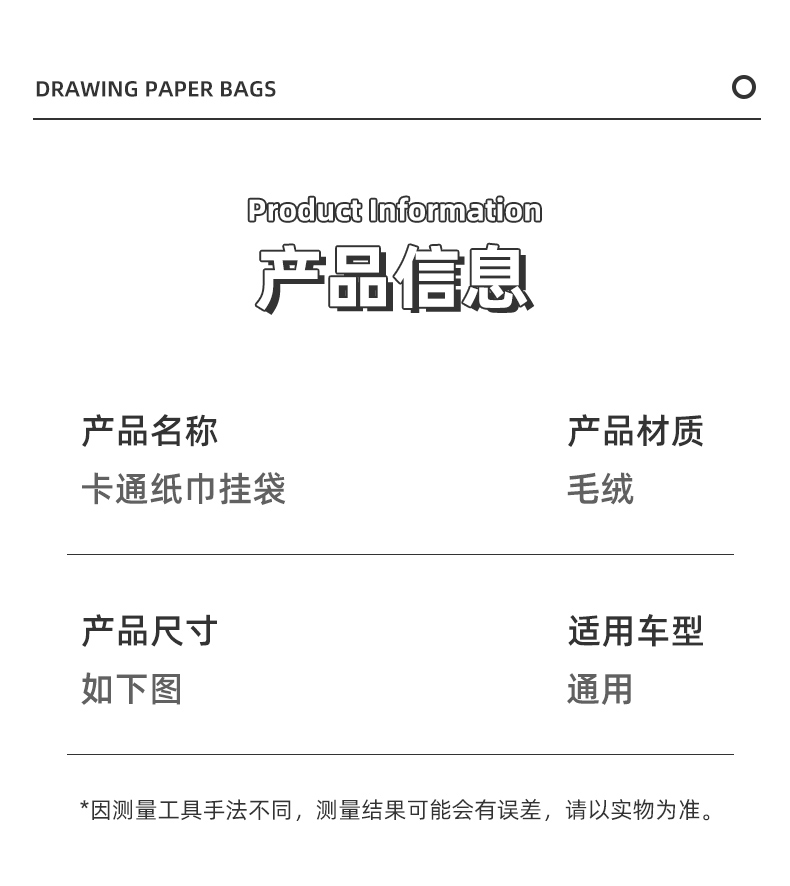 DRAWING PAPER BAGS
Product Information
产品信息
产品名称 产品材质
卡通纸巾挂袋 毛绒
产品尺寸 适用车型
如下图 通用
*因测量工具手法不同，测量结果可能会有误差，请以实物为准。